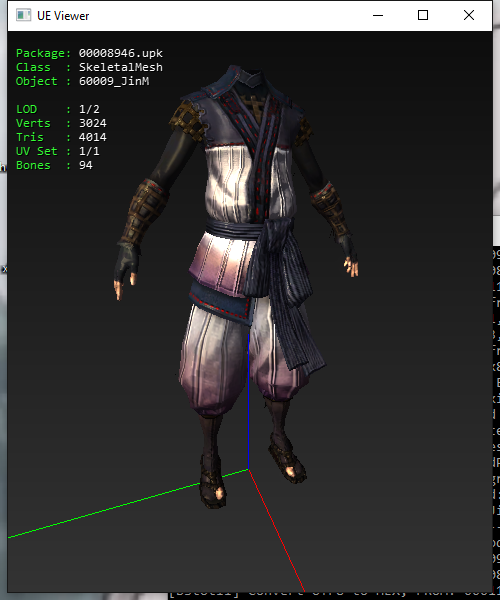 UE Viewer
Package: 00008946.upk
Class : SkeletalMesh
Object : 60009_JinM
LOD : 1/2
Verts : 3024
Tris : 4014
UV Set : 1/1
Bones : 94